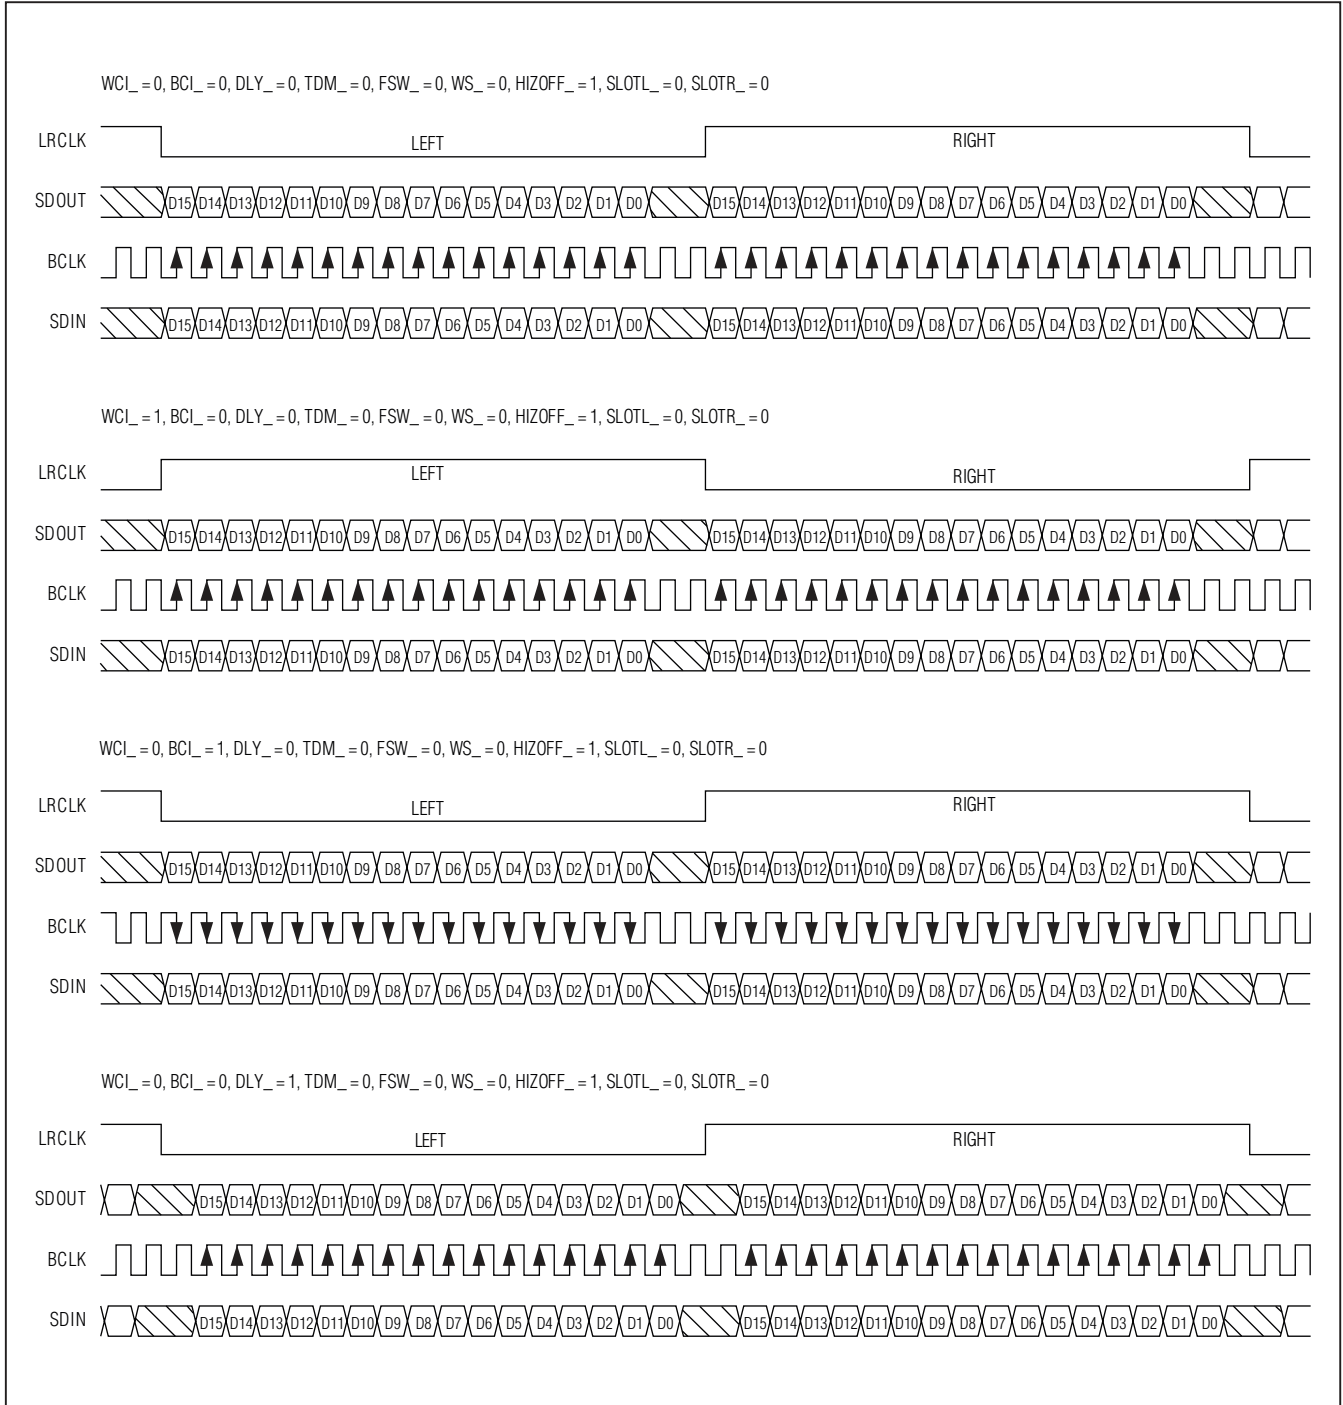 WCI_ = 0, BCI_ = 0, DLY_ = 0, TDM_ = 0, FSW_ = 0, WS_ = 0, HIZOFF_ = 1, SLOTL_ = 0, SLOTR_ = 0
LRCLK LEFT RIGHT
SDOUT D15 D14 D13 D12 D11 D10 D9 D8 D7 D6 D5 D4 D3 D2 D1 D0 D15 D14 D13 D12 D11 D10 D9 D8 D7 D6 D5 D4 D3 D2 D1 D0
BCLK
SDIN D15 D14 D13 D12 D11 D10 D9 D8 D7 D6 D5 D4 D3 D2 D1 D0 D15 D14 D13 D12 D11 D10 D9 D8 D7 D6 D5 D4 D3 D2 D1 D0
WCI_ = 1, BCI_ = 0, DLY_ = 0, TDM_ = 0, FSW_ = 0, WS_ = 0, HIZOFF_ = 1, SLOTL_ = 0, SLOTR_ = 0
LRCLK LEFT RIGHT
SDOUT D15 D14 D13 D12 D11 D10 D9 D8 D7 D6 D5 D4 D3 D2 D1 D0 D15 D14 D13 D12 D11 D10 D9 D8 D7 D6 D5 D4 D3 D2 D1 D0
BCLK
SDIN D15 D14 D13 D12 D11 D10 D9 D8 D7 D6 D5 D4 D3 D2 D1 D0 D15 D14 D13 D12 D11 D10 D9 D8 D7 D6 D5 D4 D3 D2 D1 D0
WCI_ = 0, BCI_ = 1, DLY_ = 0, TDM_ = 0, FSW_ = 0, WS_ = 0, HIZOFF_ = 1, SLOTL_ = 0, SLOTR_ = 0
LRCLK LEFT RIGHT
SDOUT D15 D14 D13 D12 D11 D10 D9 D8 D7 D6 D5 D4 D3 D2 D1 D0 D15 D14 D13 D12 D11 D10 D9 D8 D7 D6 D5 D4 D3 D2 D1 D0
BCLK
SDIN D15 D14 D13 D12 D11 D10 D9 D8 D7 D6 D5 D4 D3 D2 D1 D0 D15 D14 D13 D12 D11 D10 D9 D8 D7 D6 D5 D4 D3 D2 D1 D0
WCI_ = 0, BCI_ = 0, DLY_ = 1, TDM_ = 0, FSW_ = 0, WS_ = 0, HIZOFF_ = 1, SLOTL_ = 0, SLOTR_ = 0
LRCLK LEFT RIGHT
SDOUT D15 D14 D13 D12 D11 D10 D9 D8 D7 D6 D5 D4 D3 D2 D1 D0 D15 D14 D13 D12 D11 D10 D9 D8 D7 D6 D5 D4 D3 D2 D1 D0
BCLK
SDIN D15 D14 D13 D12 D11 D10 D9 D8 D7 D6 D5 D4 D3 D2 D1 D0 D15 D14 D13 D12 D11 D10 D9 D8 D7 D6 D5 D4 D3 D2 D1 D0